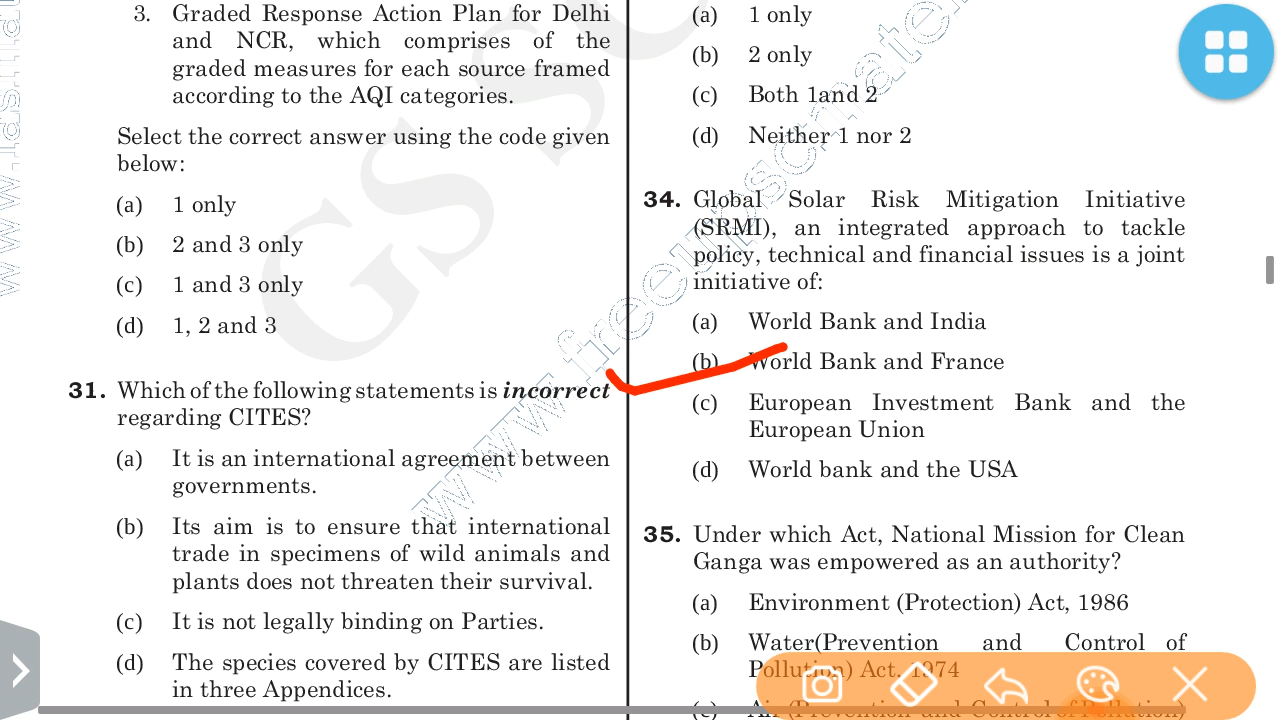 3. Graded Response Action Plan for Delhi
and NCR, which comprises of the
graded measures for each source framed
according to the AQI categories.
Select the correct answer using the code given
below:
(a) 1 only
(b) 2 and 3 only
(c) 1 and 3 only
(d) 1, 2 and 3
31. Which of the following statements is incorrect
regarding CITES?
(a) It is an international agreement between
governments.
(b) Its aim is to ensure that international
trade in specimens of wild animals and
plants does not threaten their survival.
(c) It is not legally binding on Parties.
(d) The species covered by CITES are listed
in three Appendices.
(a) 1 only
(b) 2 only
(c) Both 1and 2
(d) Neither 1 nor 2
34. Global Solar Risk Mitigation Initiative
(SRMI), an integrated approach to tackle
policy, technical and financial issues is a joint
initiative of:
(a) World Bank and India
(b) World Bank and France
(c) European Investment Bank and the
European Union
(d) World bank and the USA
35. Under which Act, National Mission for Clean
Ganga was empowered as an authority?
(a) Environment (Protection) Act, 1986
(b) Water(Prevention and Control of
Pollution) Act. 1974
(c) Air (Prevention and Control of Pollution)
GS